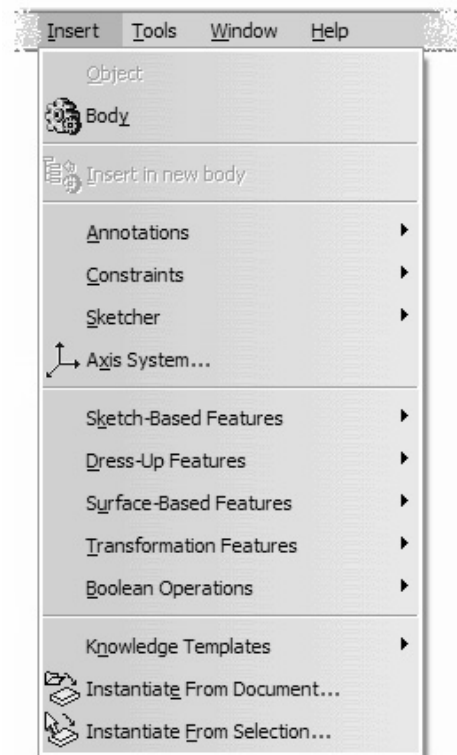 Insert Tools Window Help
Object
Body
Insert in new body
Annotations
Constraints
Sketcher
Axis System...
Sketch-Based Features
Dress-Up Features
Surface-Based Features
Transformation Features
Boolean Operations
Knowledge Templates
Instantiate From Document...
Instantiate From Selection...